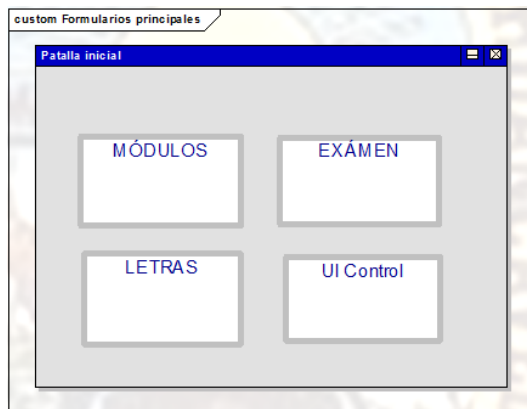 custom Formularios principales
Patalla inicial
MÓDULOS
EXÁMEN
LETRAS
UI Control